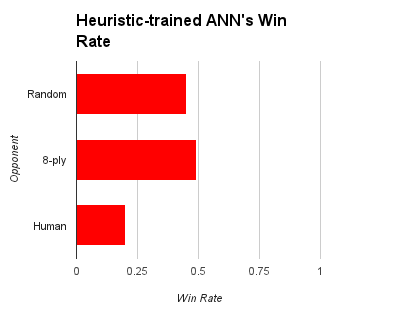 Heuristic-trained ANN's Win
Rate
Random
8-ply
Human
Opponent
0 0.25 0.5 0.75 1
Win Rate